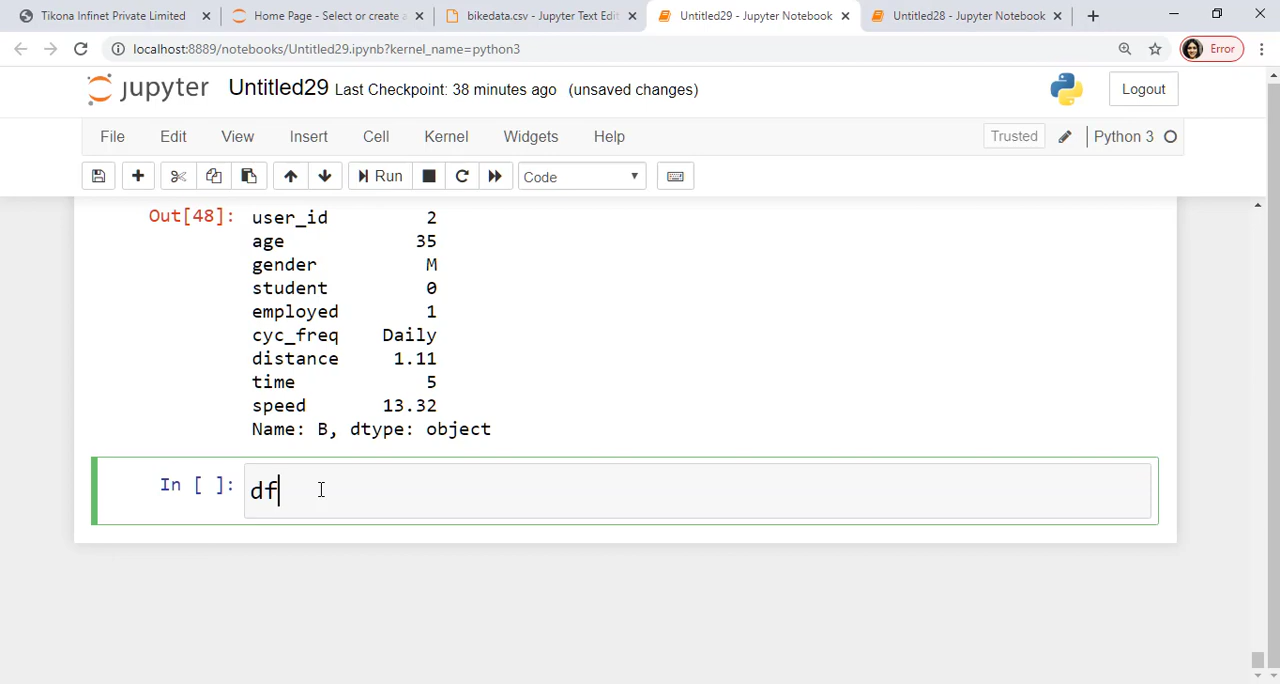 Tikona Infinet Private Limited
Home Page - Select or create a
bikedata.csv - Jupyter Text Edit
Untitled29 - Jupyter Notebook
Untitled28 - Jupyter Notebook
localhost:8889/notebooks/Untitled29.ipynb?kernel_name=python3
Error
jupyter Untitled29 Last Checkpoint: 38 minutes ago (unsaved changes)
Logout
File Edit View Insert Cell Kernel Widgets Help
Trusted
Python 3
Run
Code
Out[48]: user_id 2
age 35
gender M
student 0
employed 1
cyc_freq Daily
distance 1.11
time 5
speed 13.32
Name: B, dtype: object
In [ ]: df